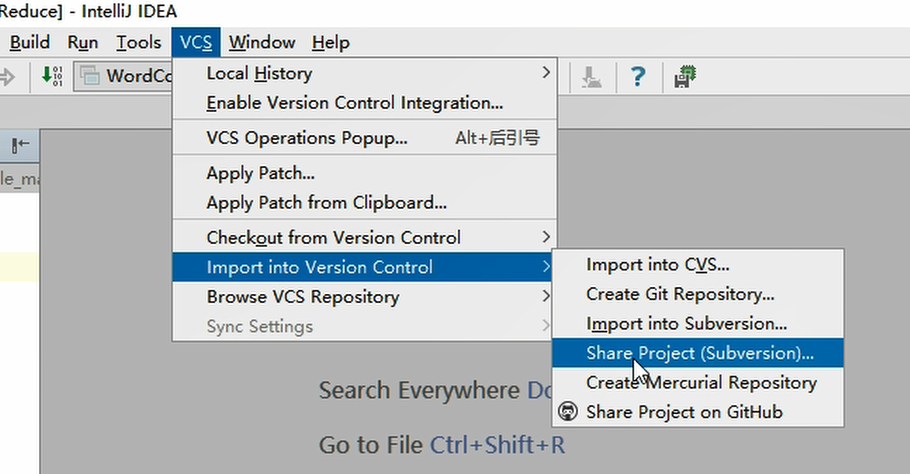 Reduce] - IntelliJ IDEA
Build Run Tools VCS Window Help
WordCo
Local History
Enable Version Control Integration...
VCS Operations Popup... Alt+后引号
le_ma
Apply Patch...
Apply Patch from Clipboard...
Checkout from Version Control
Import into Version Control
Browse VCS Repository
Sync Settings
Import into CVS...
Create Git Repository...
Import into Subversion...
Share Project (Subversion)...
Create Mercurial Repository
Share Project on GitHub
Search Everywhere Do
Go to File Ctrl+Shift+R